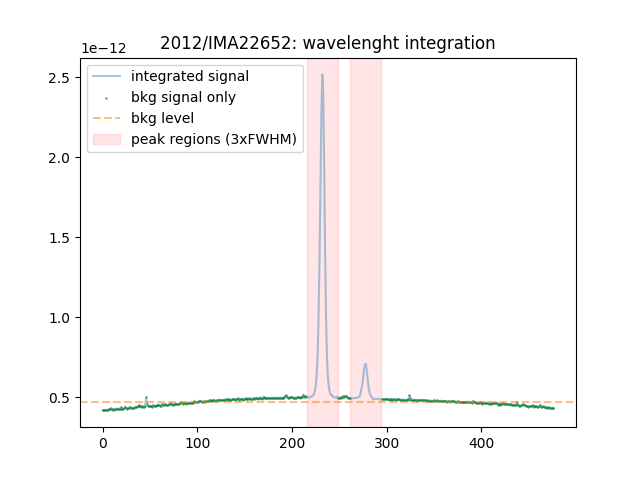 2012/IMA22652: wavelenght integration
1e−12
integrated signal
bkg signal only
bkg level
peak regions (3xFWHM)
2.5
2.0
1.5
1.0
0.5
0 100 200 300 400